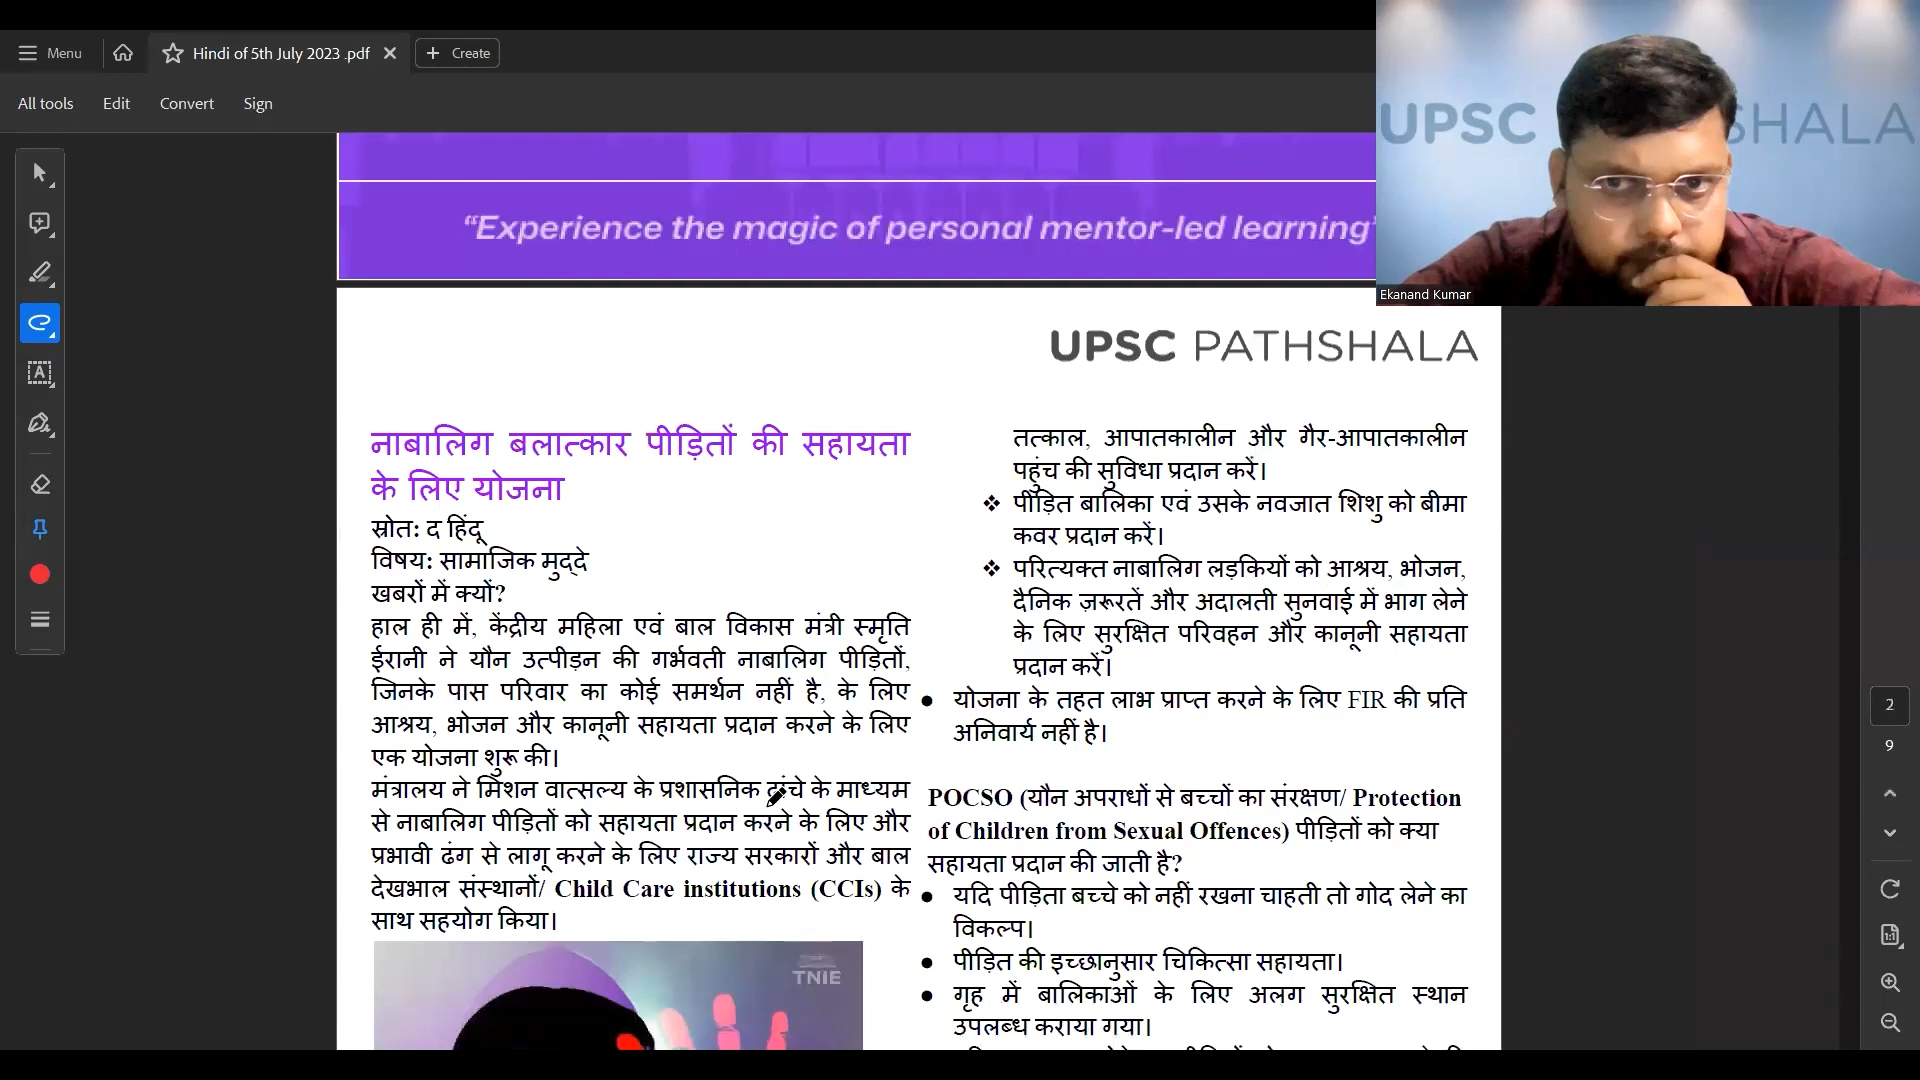 Menu
Hindi of 5th July 2023 .pdf
Create
All tools
Edit
Convert
Sign
UPSC
SHALA
Ekanand Kumar
“Experience the magic of personal mentor-led learning”
UPSC PATHSHALA
नाबालिग बलात्कार पीड़ितों की सहायता
के लिए योजना
स्रोत: द हिंदू
विषय: सामाजिक मुद्दे
खबरों में क्यों?
हाल ही में, केंद्रीय महिला एवं बाल विकास मंत्री स्मृति
ईरानी ने यौन उत्पीड़न की गर्भवती नाबालिग पीड़ितों,
जिनके पास परिवार का कोई समर्थन नहीं है, के लिए
आश्रय, भोजन और कानूनी सहायता प्रदान करने के लिए
एक योजना शुरू की।
मंत्रालय ने मिशन वात्सल्य के प्रशासनिक ढांचे के माध्यम
से नाबालिग पीड़ितों को सहायता प्रदान करने के लिए और
प्रभावी ढंग से लागू करने के लिए राज्य सरकारों और बाल
देखभाल संस्थानों/ Child Care institutions (CCIs) के
साथ सहयोग किया।
TNIE
तत्काल, आपातकालीन और गैर-आपातकालीन
पहुंच की सुविधा प्रदान करें।
❖ पीड़ित बालिका एवं उसके नवजात शिशु को बीमा
कवर प्रदान करें।
❖ परित्यक्त नाबालिग लड़कियों को आश्रय, भोजन,
दैनिक ज़रूरतें और अदालती सुनवाई में भाग लेने
के लिए सुरक्षित परिवहन और कानूनी सहायता
प्रदान करें।
● योजना के तहत लाभ प्राप्त करने के लिए FIR की प्रति
अनिवार्य नहीं है।
POCSO (यौन अपराधों से बच्चों का संरक्षण/ Protection
of Children from Sexual Offences) पीड़ितों को क्या
सहायता प्रदान की जाती है?
● यदि पीड़िता बच्चे को नहीं रखना चाहती तो गोद लेने का
विकल्प।
● पीड़ित की इच्छानुसार चिकित्सा सहायता।
● गृह में बालिकाओं के लिए अलग सुरक्षित स्थान
उपलब्ध कराया गया।
2
9